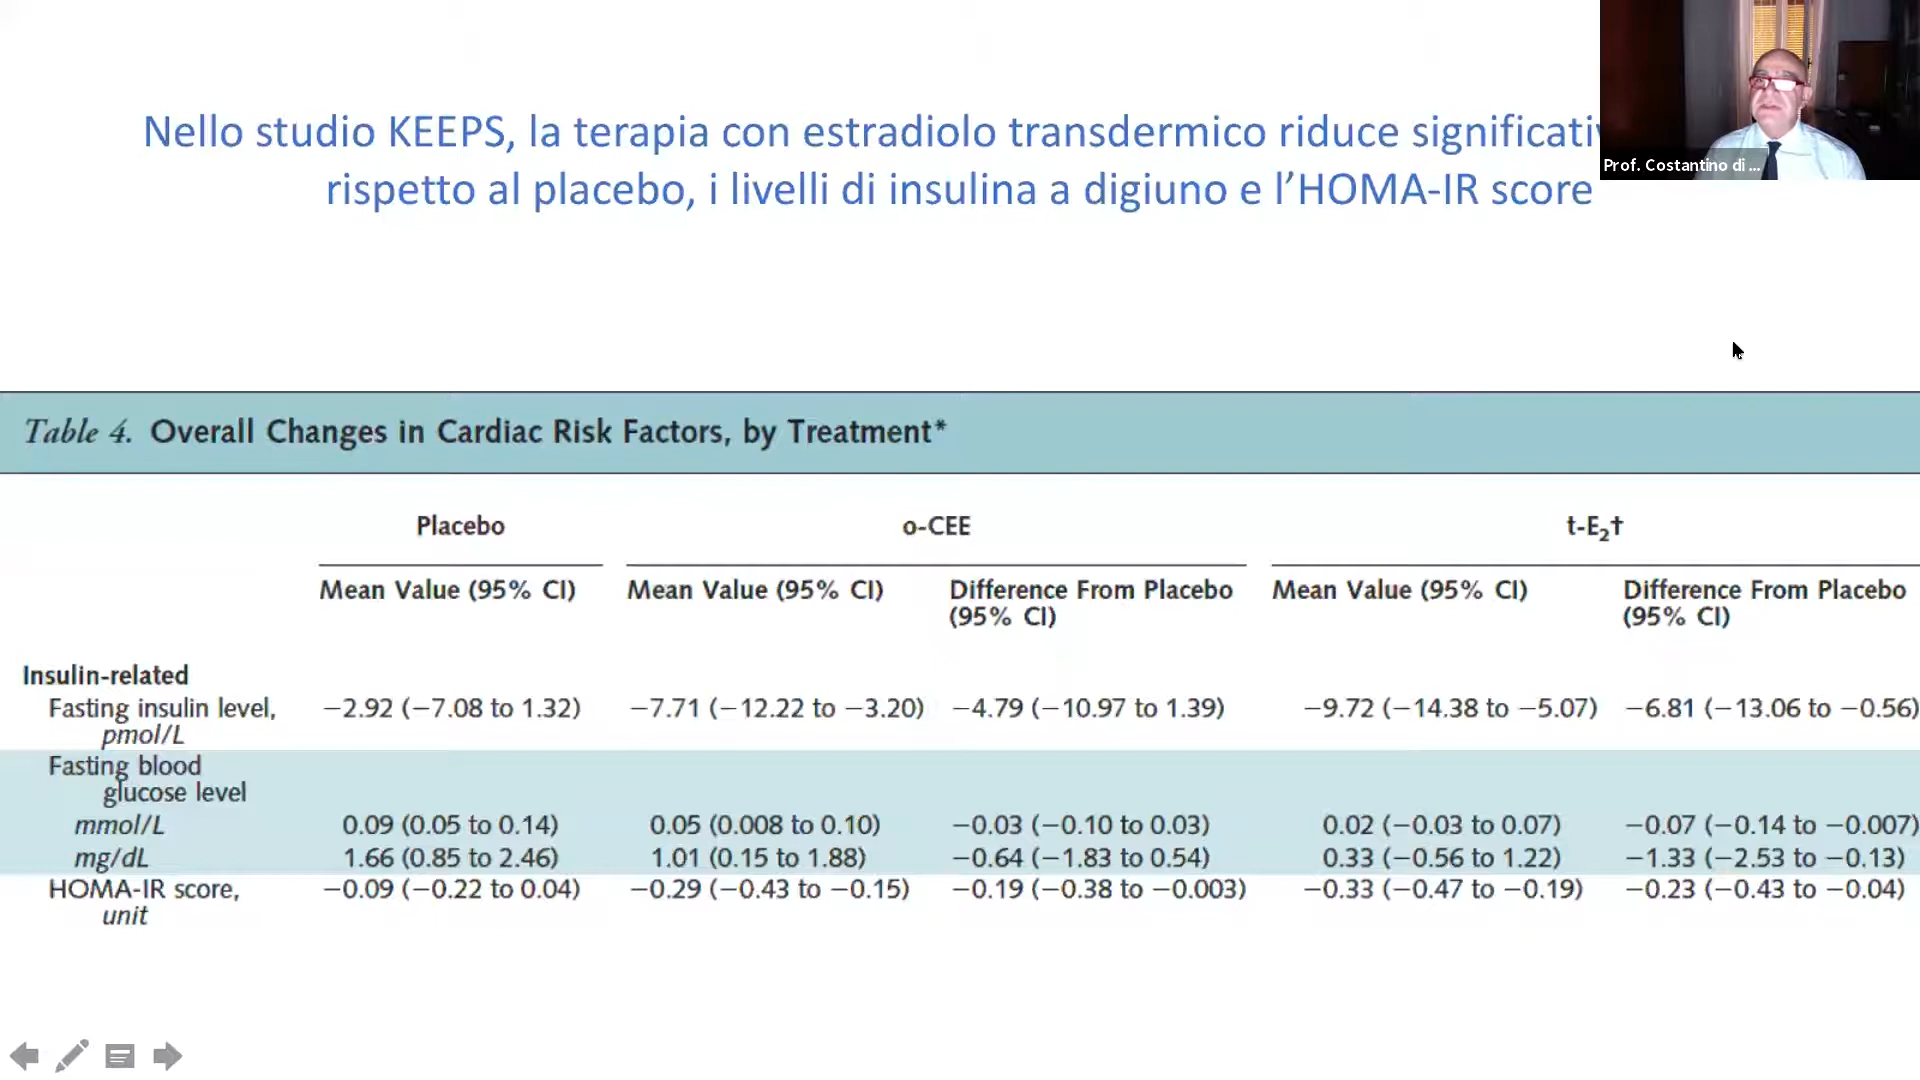 Nello studio KEEPS, la terapia con estradiolo transdermico riduce
rispetto al placebo, i livelli di insulina a digiuno e l’HOMA-IR score
Prof. Costantino di ...
Table 4. Overall Changes in Cardiac Risk Factors, by Treatment*
Placebo o-CEE t-E₂†
Mean Value (95% CI) Mean Value (95% CI) Difference From Placebo Mean Value (95% CI) Difference From Placebo
(95% CI) (95% CI)
Insulin-related
Fasting insulin level, −2.92 (−7.08 to 1.32) −7.71 (−12.22 to −3.20) −4.79 (−10.97 to 1.39) −9.72 (−14.38 to −5.07) −6.81 (−13.06 to −0.56)
pmol/L
Fasting blood
glucose level
mmol/L 0.09 (0.05 to 0.14) 0.05 (0.008 to 0.10) −0.03 (−0.10 to 0.03) 0.02 (−0.03 to 0.07) −0.07 (−0.14 to −0.007)
mg/dL 1.66 (0.85 to 2.46) 1.01 (0.15 to 1.88) −0.64 (−1.83 to 0.54) 0.33 (−0.56 to 1.22) −1.33 (−2.53 to −0.13)
HOMA-IR score, −0.09 (−0.22 to 0.04) −0.29 (−0.43 to −0.15) −0.19 (−0.38 to −0.003) −0.33 (−0.47 to −0.19) −0.23 (−0.43 to −0.04)
unit